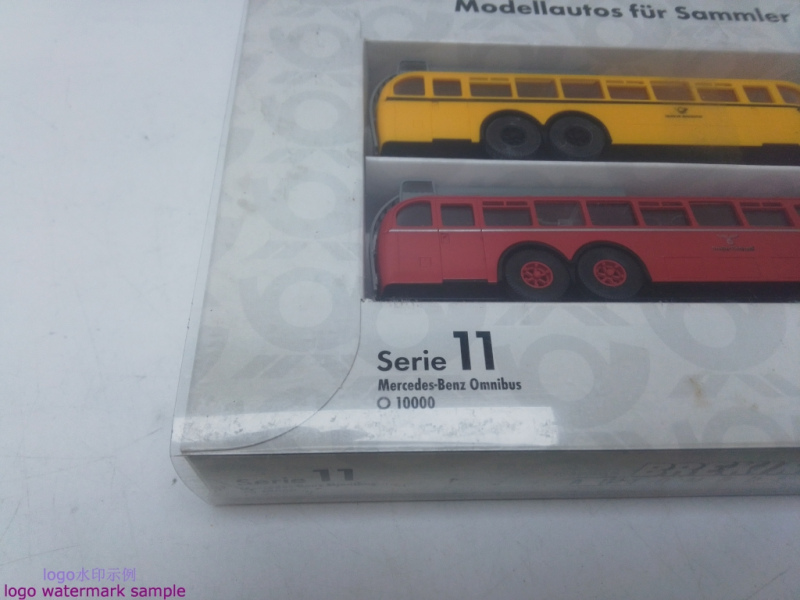 Modellautos für Sammler
Serie 11
Mercedes-Benz Omnibus
O 10000
Serie 11
BREKINA
logo水印示例
logo watermark sample